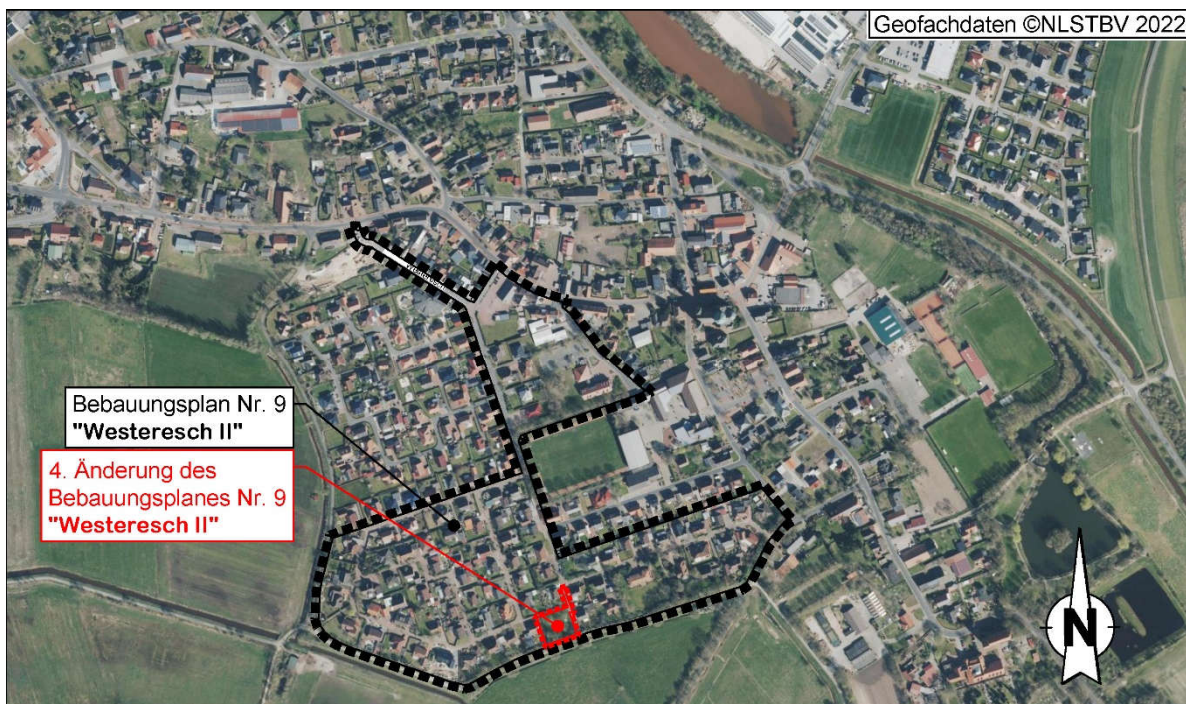 Geofachdaten ©NLSTBV 2022
Bebauungsplan Nr. 9
"Westeresch II"
4. Änderung des
Bebauungsplanes Nr. 9
"Westeresch II"
N